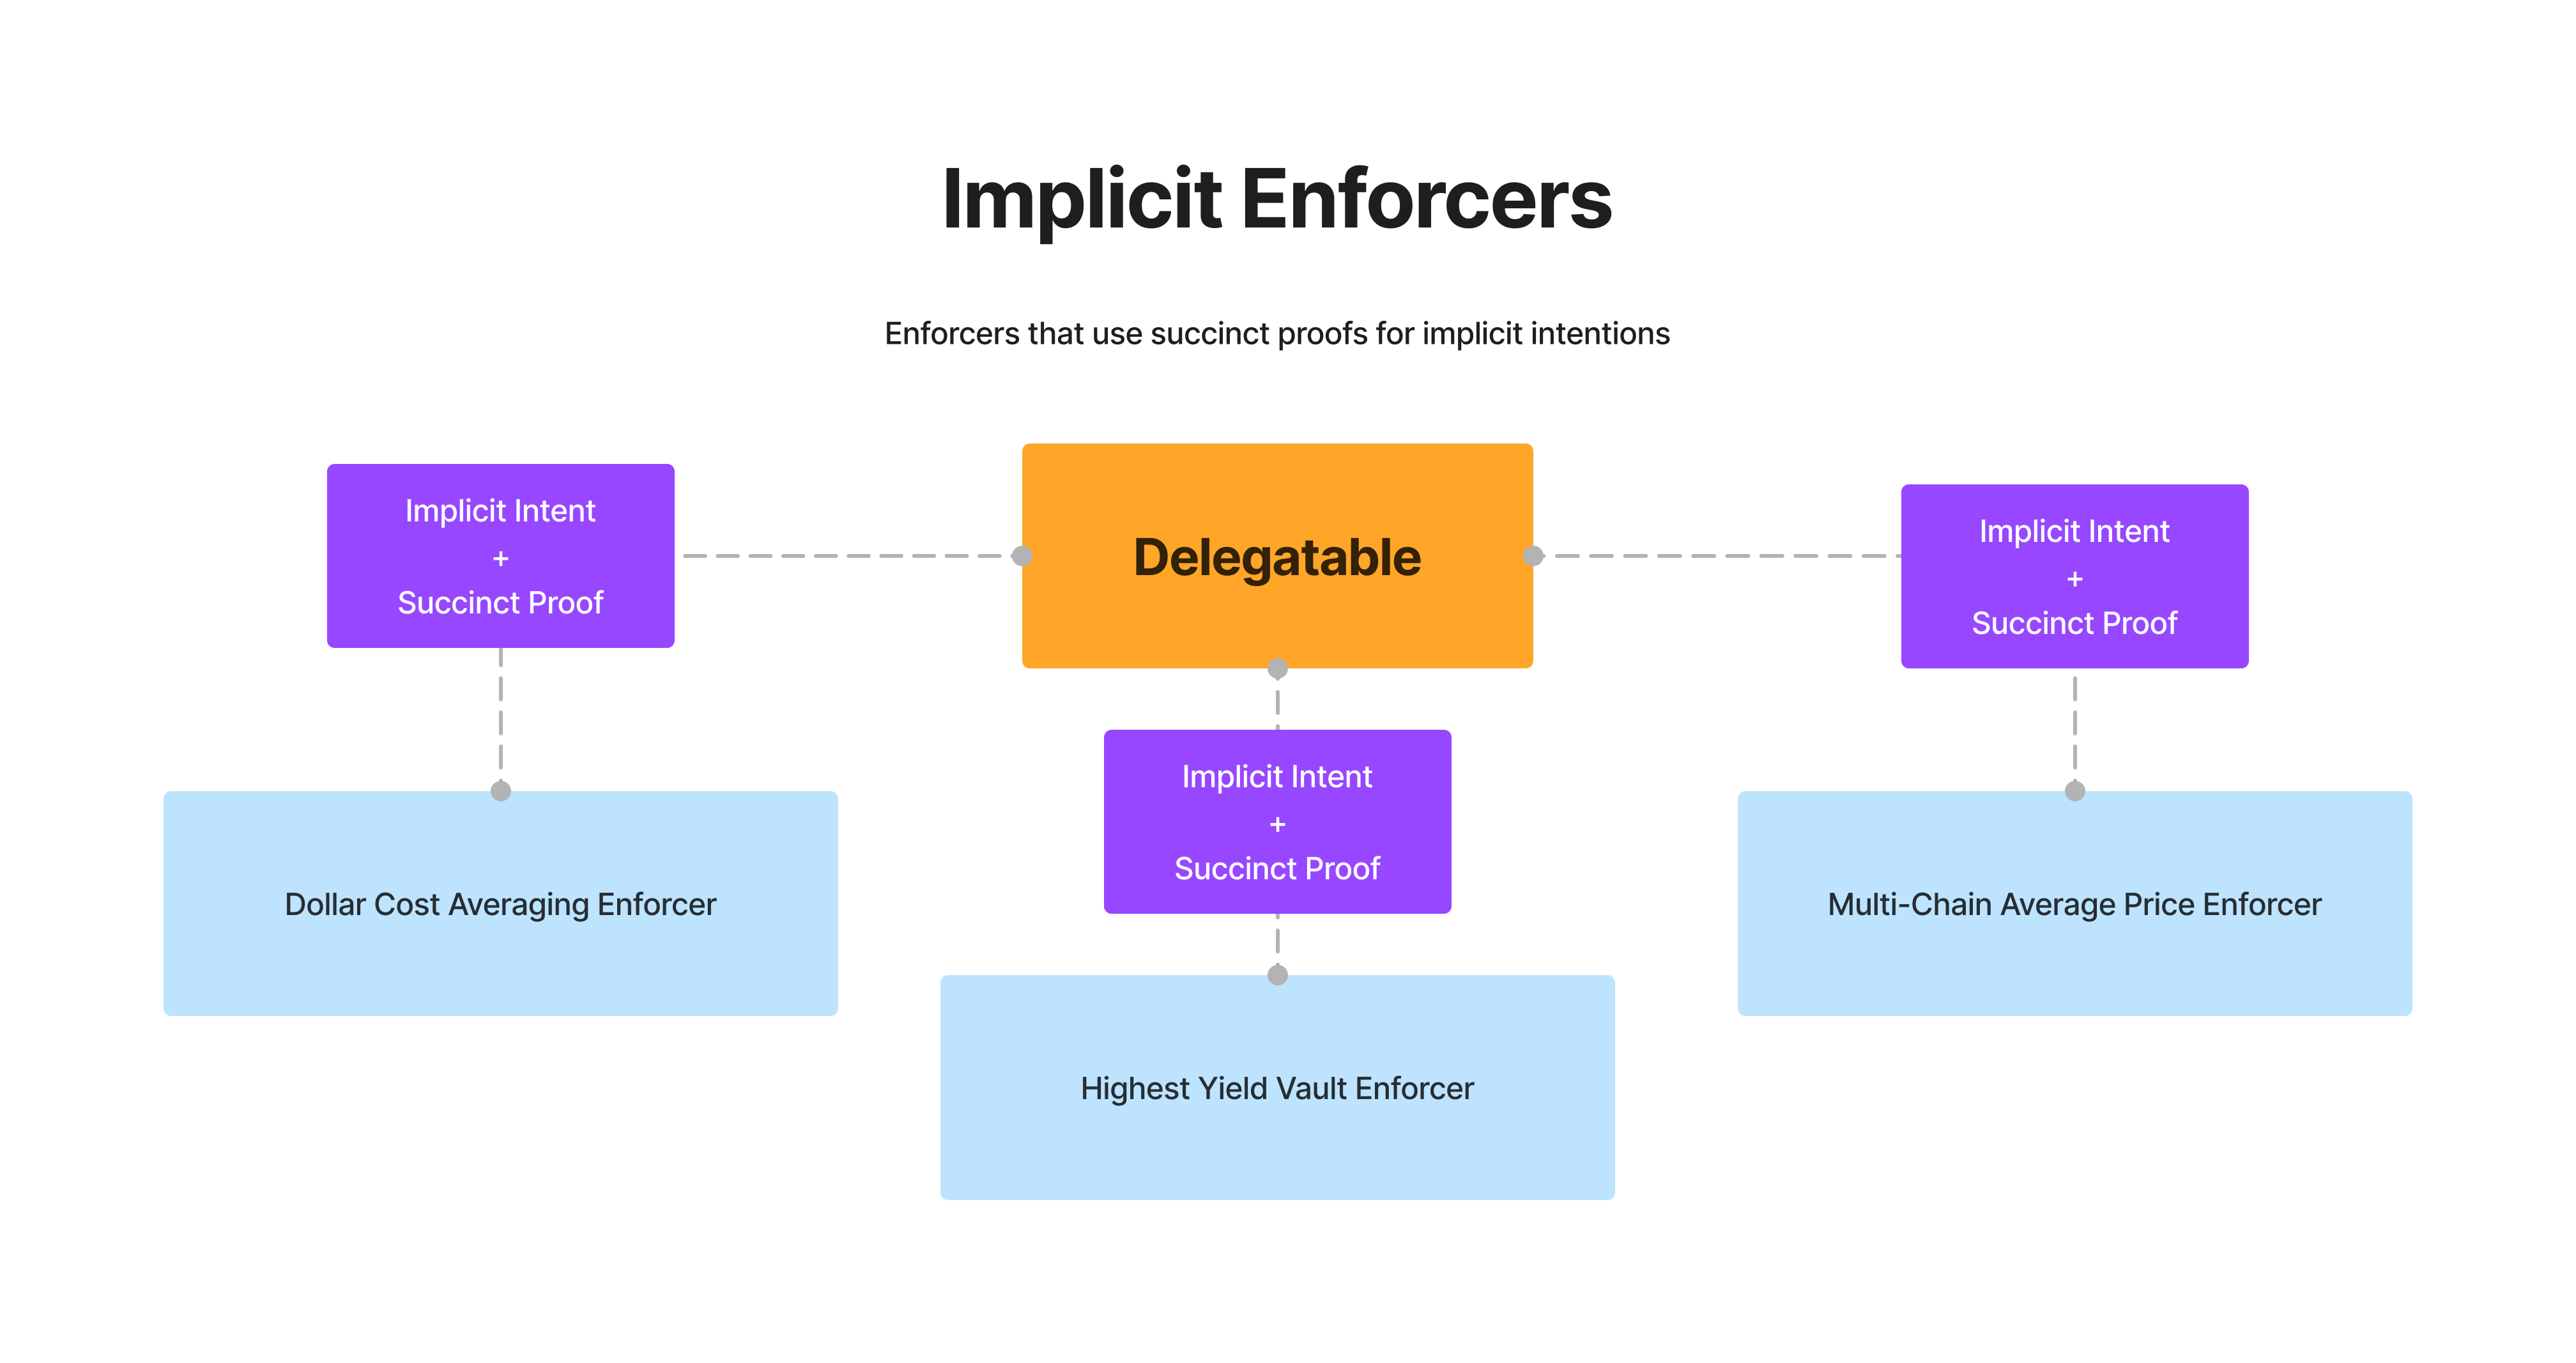 Implicit Enforcers
Enforcers that use succinct proofs for implicit intentions
Implicit Intent
+
Succinct Proof
Delegatable
Implicit Intent
+
Succinct Proof
Implicit Intent
+
Succinct Proof
Dollar Cost Averaging Enforcer
Multi-Chain Average Price Enforcer
Highest Yield Vault Enforcer